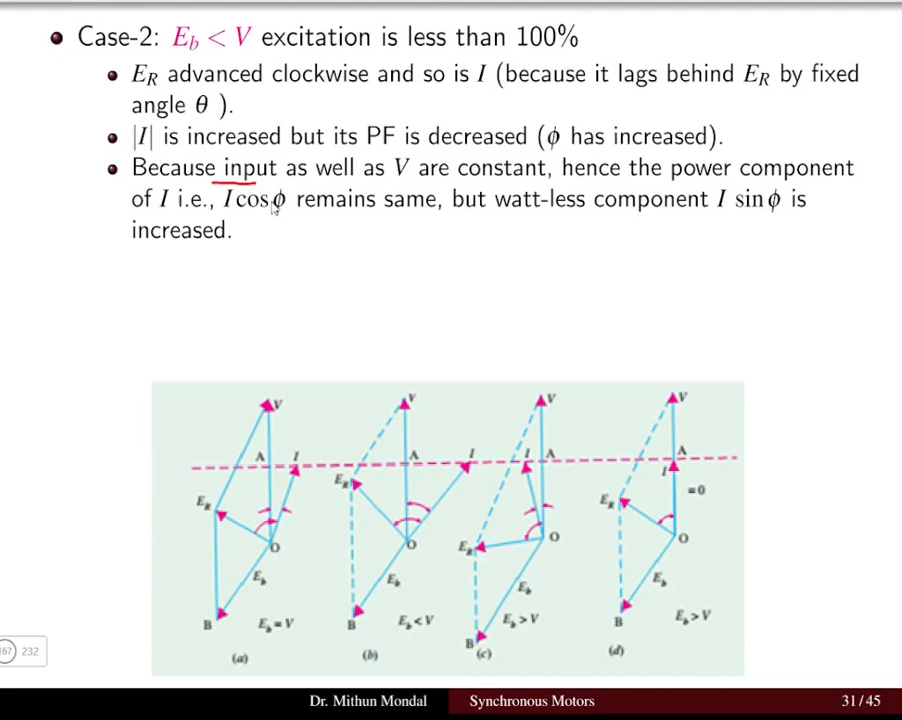 Case-2: E_b < V excitation is less than 100%
E_R advanced clockwise and so is I (because it lags behind E_R by fixed
angle θ ).
|I| is increased but its PF is decreased (ϕ has increased).
Because input as well as V are constant, hence the power component
of I i.e., I cos ϕ remains same, but watt-less component I sin ϕ is
increased.
V V V V
A I A I I A A
E_R E_R E_R I E_R =0
O O O O
E_b E_b E_b E_b
B E_b = V B E_b < V B E_b > V B E_b > V
(a) (b) (c) (d)
167 232
Dr. Mithun Mondal Synchronous Motors 31/45